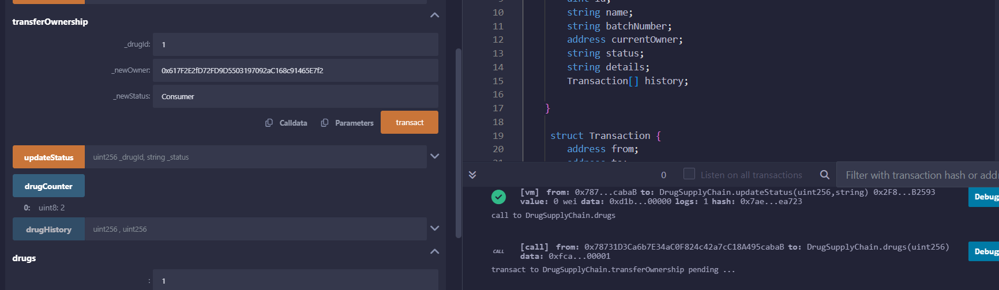 transferOwnership
_drugId: 1
_newOwner: 0x617F2E2fD72FD9D5503197092aC168c91465E7f2
_newStatus: Consumer
Calldata Parameters transact
updateStatus uint256 _drugId, string _status
drugCounter
0: uint8: 2
drugHistory uint256 , uint256
drugs
: 1
10 string name;
11 string batchNumber;
12 address currentOwner;
13 string status;
14 string details;
15 Transaction[] history;
16
17 }
18
19 struct Transaction {
20 address from;
0 Listen on all transactions Filter with transaction hash or addr
[vm] from: 0x787...cabaB to: DrugSupplyChain.updateStatus(uint256,string) 0x2F8...B2593
value: 0 wei data: 0xd1b...00000 logs: 1 hash: 0x7ae...ea723
Debug
call to DrugSupplyChain.drugs
CALL [call] from: 0x78731D3Ca6b7E34aC0F824c42a7cC18A495cabaB to: DrugSupplyChain.drugs(uint256)
data: 0xfca...00001
Debug
transact to DrugSupplyChain.transferOwnership pending ...